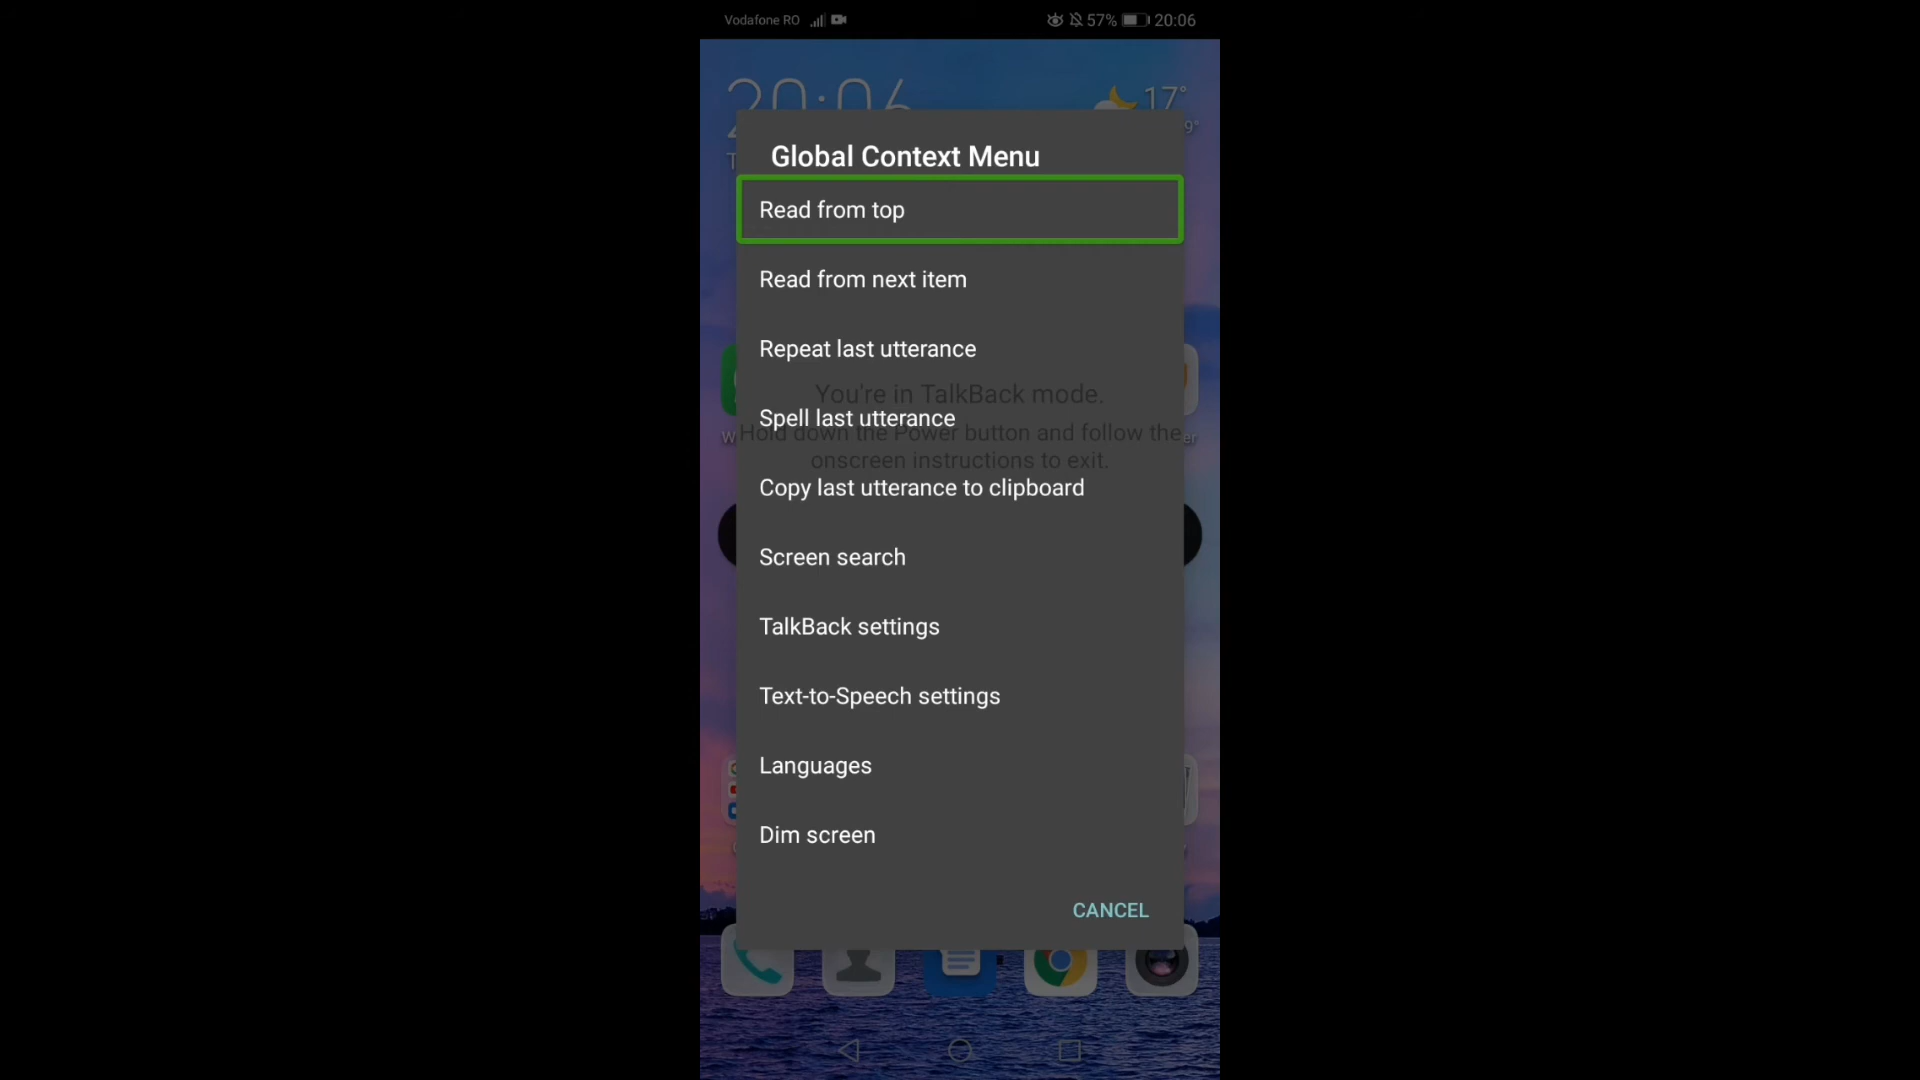 Vodafone RO 57% 20:06
20:06 17°
9°
Global Context Menu
Read from top
Read from next item
Repeat last utterance
You're in TalkBack mode.
Spell last utterance
Hold down the Power button and follow the
onscreen instructions to exit.
Copy last utterance to clipboard
Screen search
TalkBack settings
Text-to-Speech settings
Languages
Dim screen
CANCEL